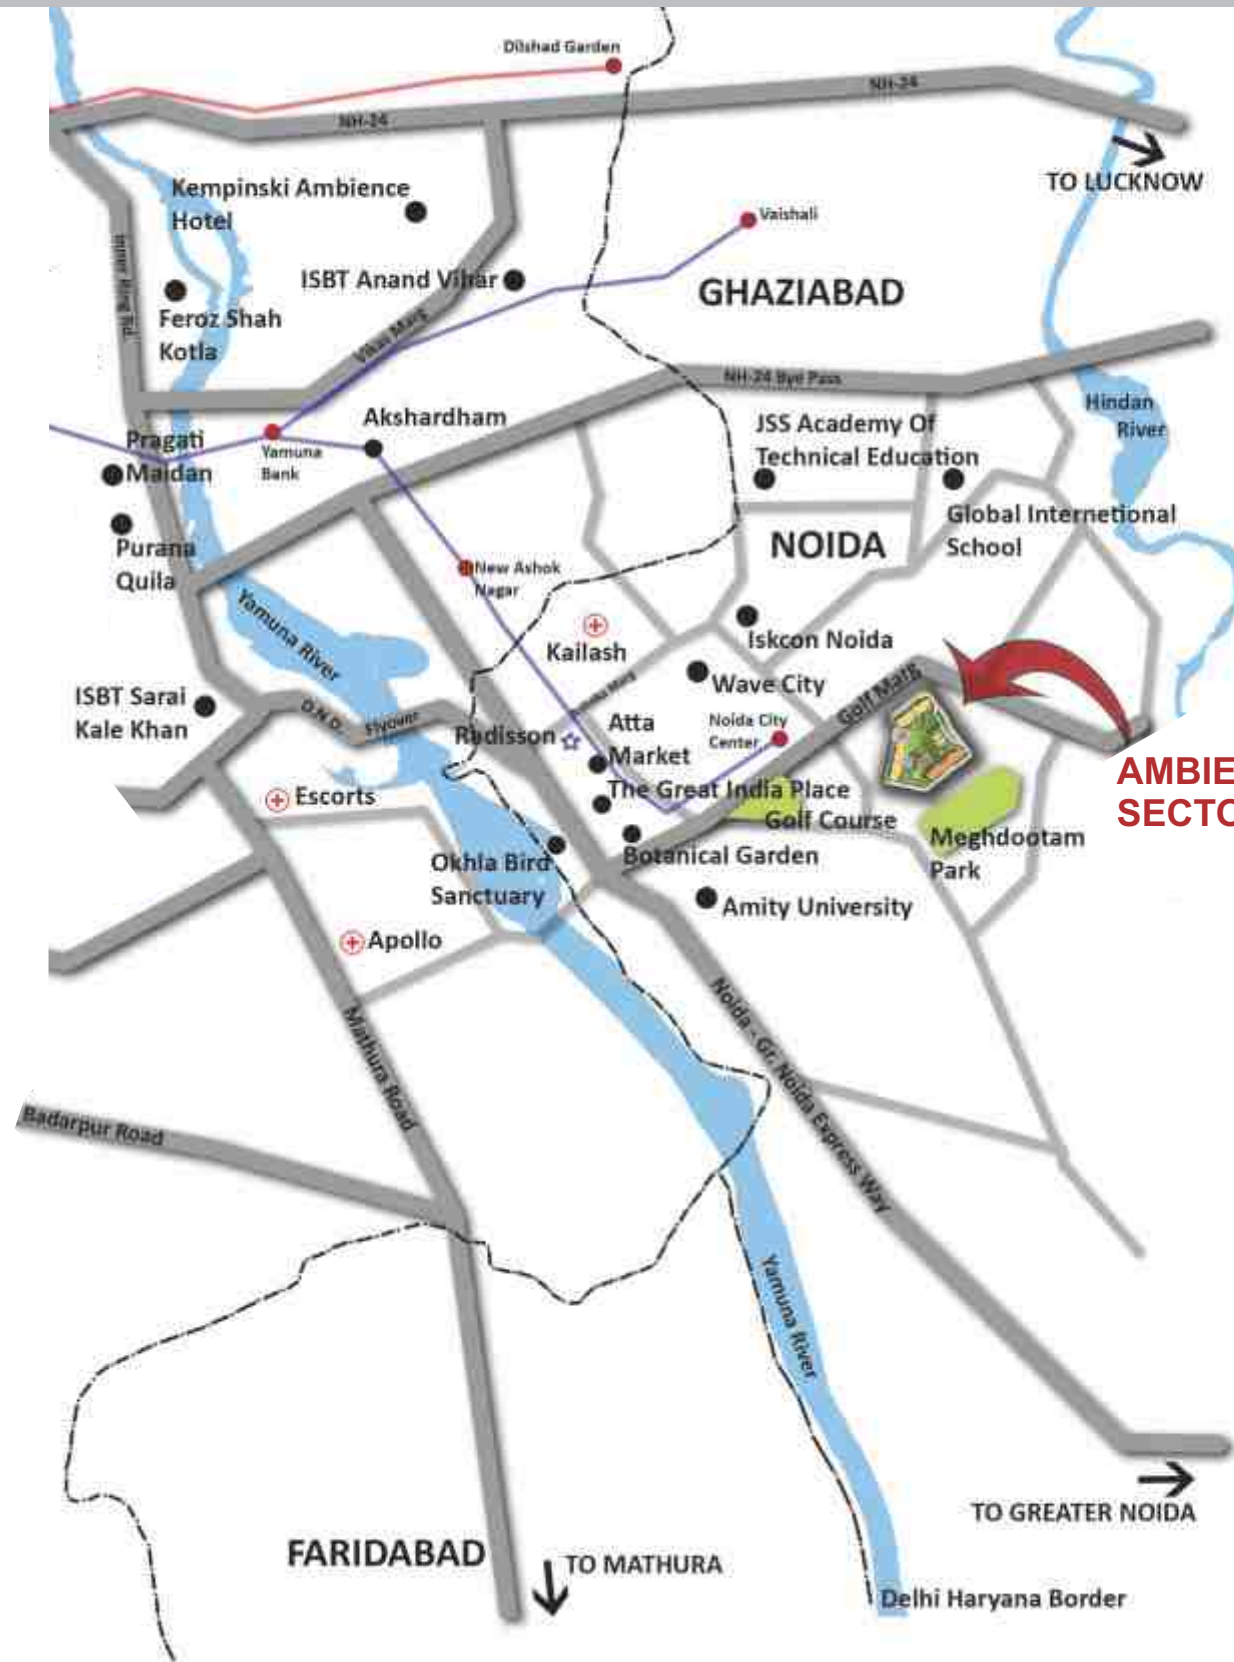 Dilshad Garden
NH-24
NH-24
TO LUCKNOW
Kempinski Ambience
Hotel
Vaishali
Inner Ring Rd.
ISBT Anand Vihar
GHAZIABAD
Feroz Shah
Kotla
Vikas Marg
NH-24 Bye Pass
Akshardham
Hindan
River
JSS Academy Of
Technical Education
Pragati
Maidan
Yamuna
Bank
Global Internetional
School
NOIDA
Purana
Quila
New Ashok
Nagar
Yamuna River
Kailash
Iskcon Noida
Wave City
Golf Marg
ISBT Sarai
Kale Khan
D.N.D.
Flyover
Radisson
Atta
Market
Noida City
Center
AMBIE
SECTO
Escorts
The Great India Place
Golf Course
Meghdootam
Park
Okhla Bird
Sanctuary
Botanical Garden
Amity University
Apollo
Noida - Gr. Noida Express Way
Mathura Road
Badarpur Road
Yamuna River
TO GREATER NOIDA
FARIDABAD
TO MATHURA
Delhi Haryana Border